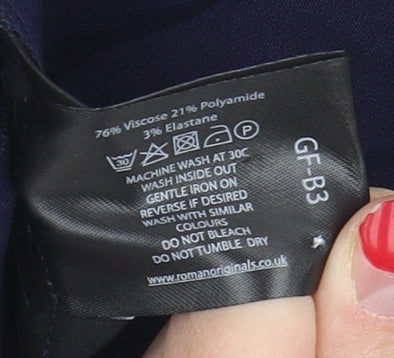 76% Viscose 21% Polyamide
3% Elastane
30 P
MACHINE WASH AT 30C
WASH INSIDE OUT
GENTLE IRON ON
REVERSE IF DESIRED
WASH WITH SIMILAR
COLOURS
DO NOT BLEACH
DO NOT TUMBLE DRY
www.romanoriginals.co.uk
GF-B3